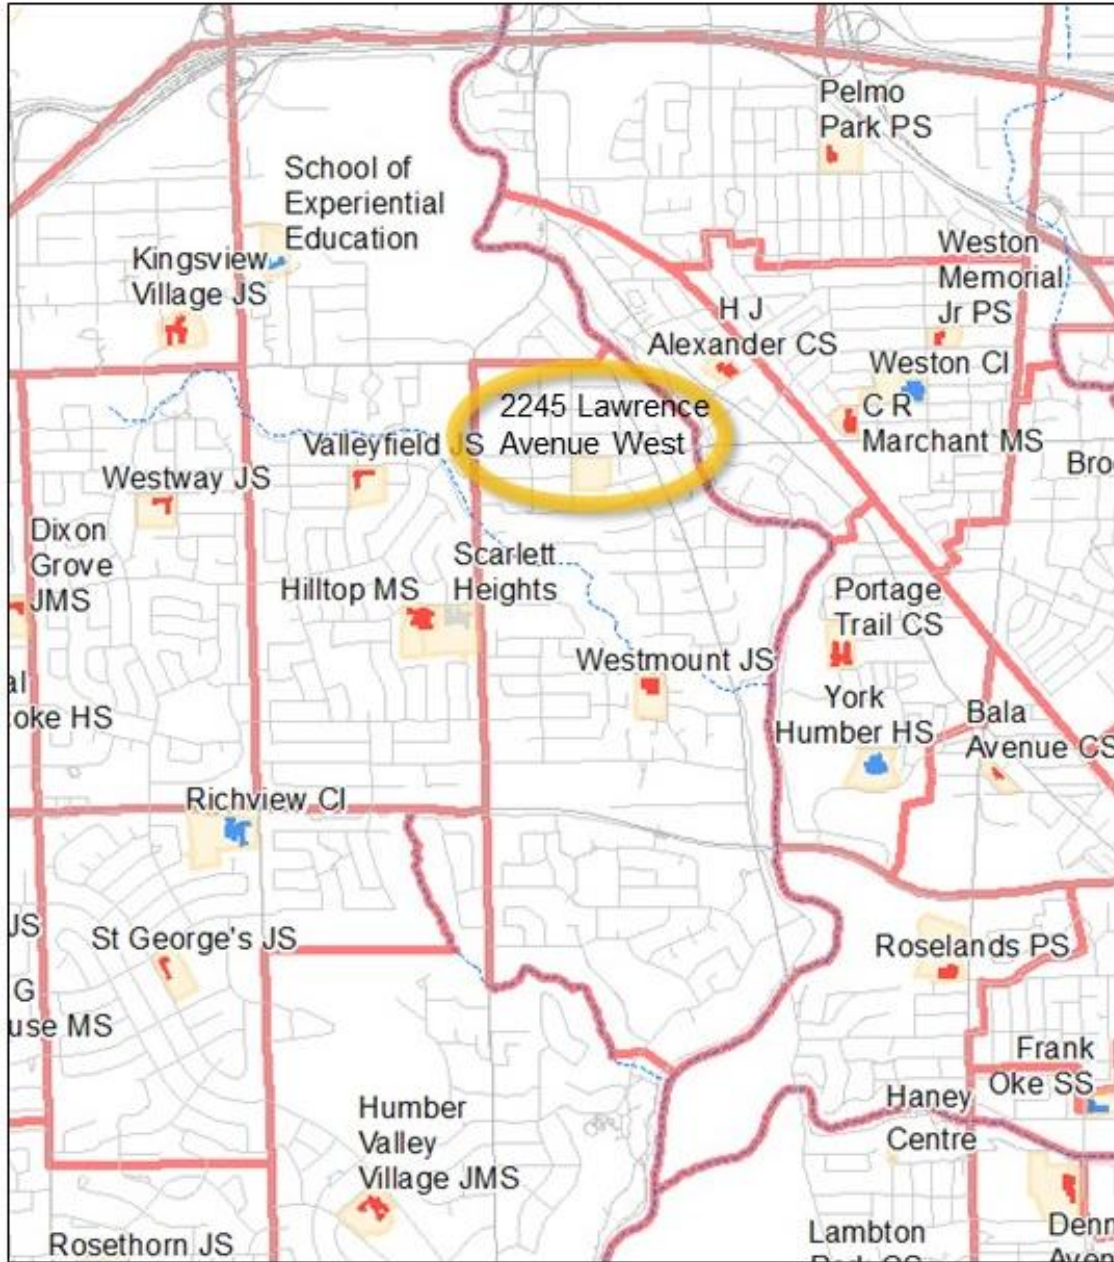 Pelmo
Park PS
School of
Experiential
Education
Kingsview
Village JS
Weston
Memorial
Jr PS
H J
Alexander CS
Weston CI
C R
Marchant MS
2245 Lawrence
Avenue West
Valleyfield JS
Westway JS
Bro
Dixon
Grove
JMS
Scarlett
Heights
Hilltop MS
Portage
Trail CS
Westmount JS
al
oke HS
York
Humber HS
Bala
Avenue CS
Richview CI
JS
St George's JS
Roselands PS
G
use MS
Frank
Oke SS
Haney
Centre
Humber
Valley
Village JMS
Rosethorn JS
Lambton
Denn